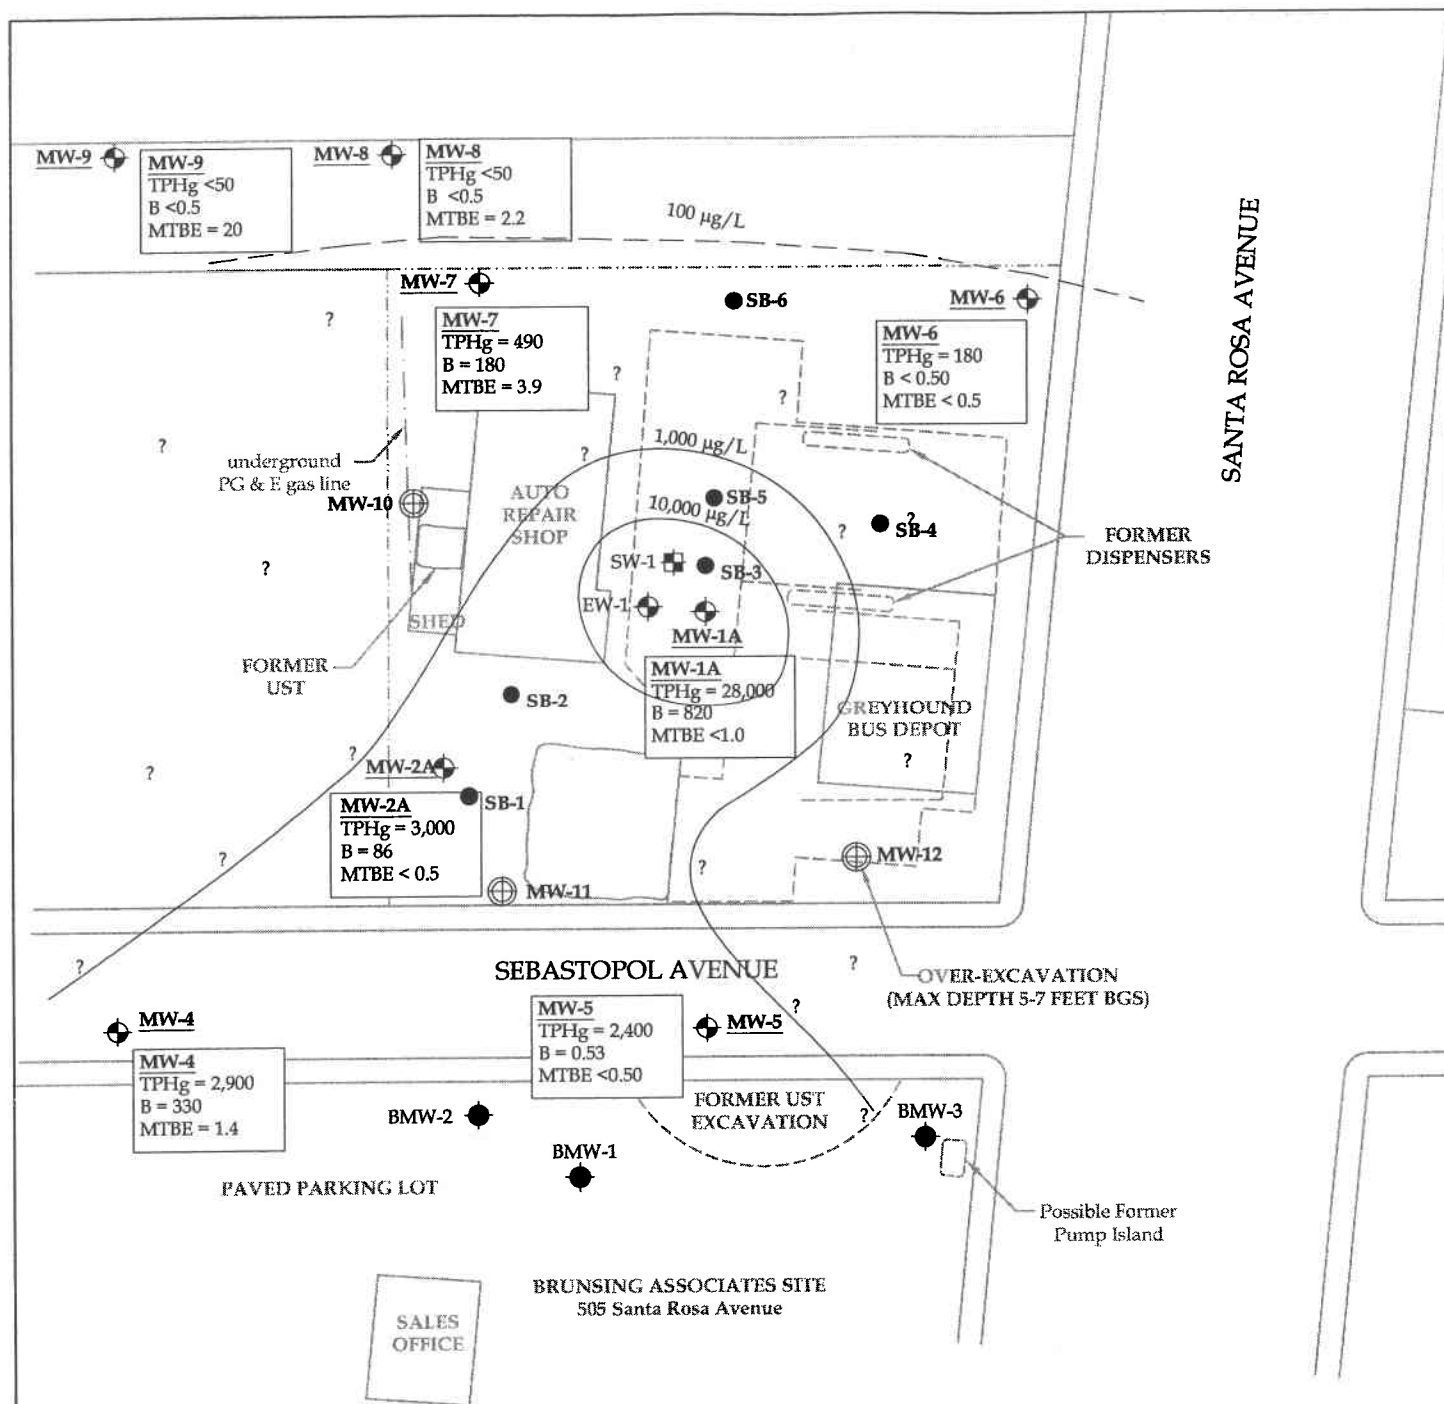 MW-9
MW-9
TPHg <50
B <0.5
MTBE = 20
MW-8
MW-8
TPHg <50
B <0.5
MTBE = 2.2
100 µg/L
SANTA ROSA AVENUE
MW-7
MW-7
TPHg = 490
B = 180
MTBE = 3.9
SB-6
MW-6
MW-6
TPHg = 180
B < 0.50
MTBE < 0.5
?
?
?
?
1,000 µg/L
?
underground
PG & E gas line
MW-10
AUTO
REPAIR
SHOP
10,000 µg/L
SB-5
?
?
SB-4
FORMER
DISPENSERS
?
SW-1
SB-3
EW-1
MW-1A
SHED
FORMER
UST
MW-1A
TPHg = 28,000
B = 820
MTBE <1.0
SB-2
GREYHOUND
BUS DEPOT
?
?
?
MW-2A
SB-1
MW-2A
TPHg = 3,000
B = 86
MTBE < 0.5
?
?
MW-12
MW-11
?
SEBASTOPOL AVENUE
?
OVER-EXCAVATION
(MAX DEPTH 5-7 FEET BGS)
?
MW-4
MW-4
TPHg = 2,900
B = 330
MTBE = 1.4
MW-5
TPHg = 2,400
B = 0.53
MTBE <0.50
MW-5
FORMER UST
EXCAVATION
?
BMW-2
BMW-3
BMW-1
PAVED PARKING LOT
Possible Former
Pump Island
BRUNSING ASSOCIATES SITE
505 Santa Rosa Avenue
SALES
OFFICE